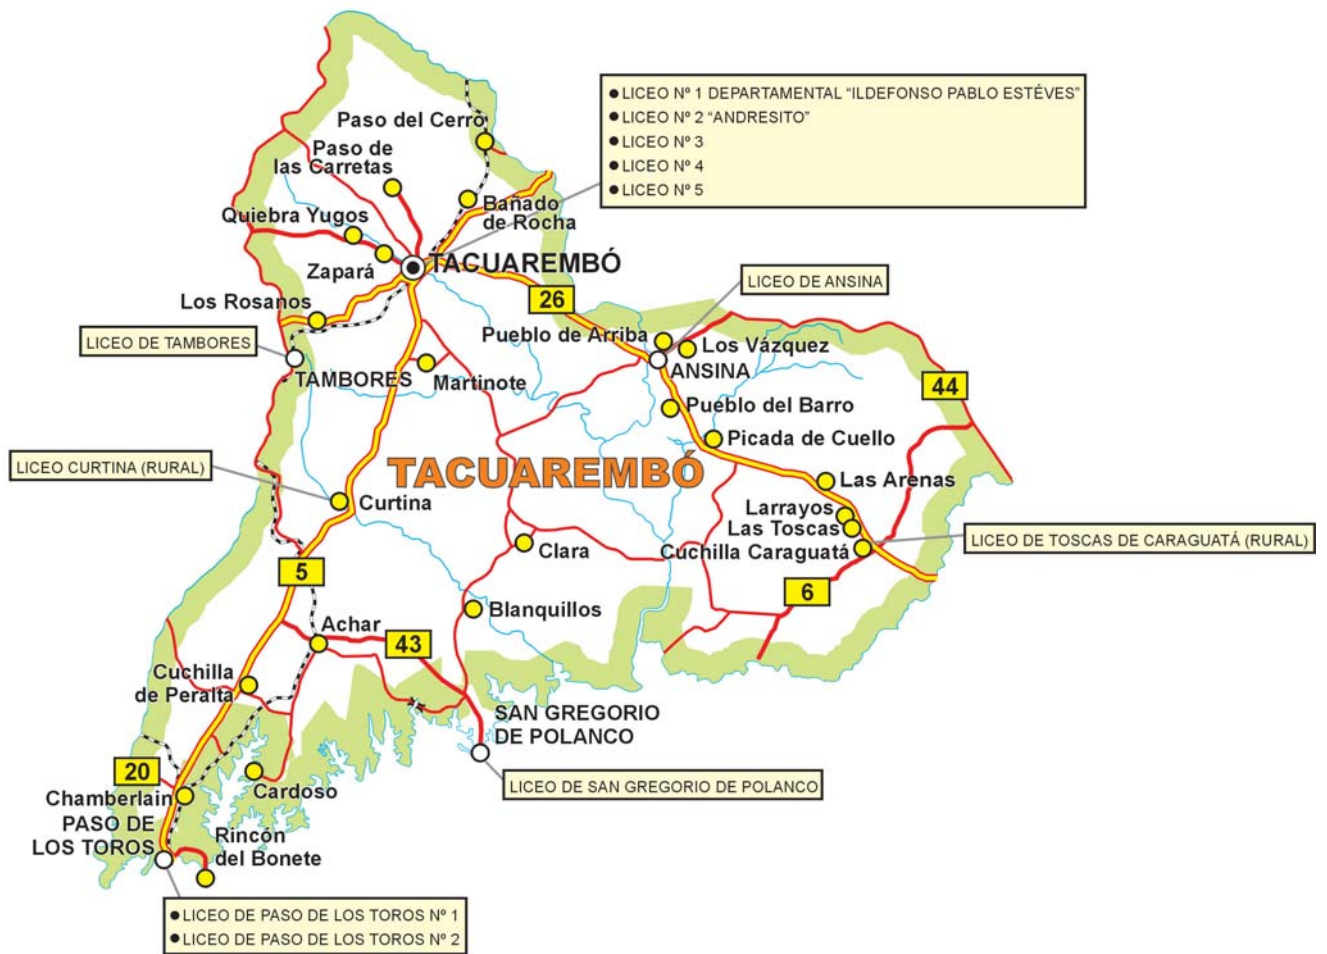 ● LICEO Nº 1 DEPARTAMENTAL “ILDEFONSO PABLO ESTÉVES”
● LICEO Nº 2 “ANDRESITO”
● LICEO Nº 3
● LICEO Nº 4
● LICEO Nº 5
Paso del Cerro
Paso de
las Carretas
Quiebra Yugos
Bañado
de Rocha
Zapará
TACUAREMBÓ
Los Rosanos
26
LICEO DE ANSINA
LICEO DE TAMBORES
Pueblo de Arriba
Los Vázquez
TAMBORES
Martinote
ANSINA
44
Pueblo del Barro
Picada de Cuello
LICEO CURTINA (RURAL)
TACUAREMBÓ
Las Arenas
Curtina
Larrayos
Las Toscas
Clara
Cuchilla Caraguatá
LICEO DE TOSCAS DE CARAGUATÁ (RURAL)
5
6
Blanquillos
Achar
43
Cuchilla
de Peralta
SAN GREGORIO
DE POLANCO
20
Cardoso
LICEO DE SAN GREGORIO DE POLANCO
Chamberlain
PASO DE
LOS TOROS
Rincón
del Bonete
● LICEO DE PASO DE LOS TOROS Nº 1
● LICEO DE PASO DE LOS TOROS Nº 2